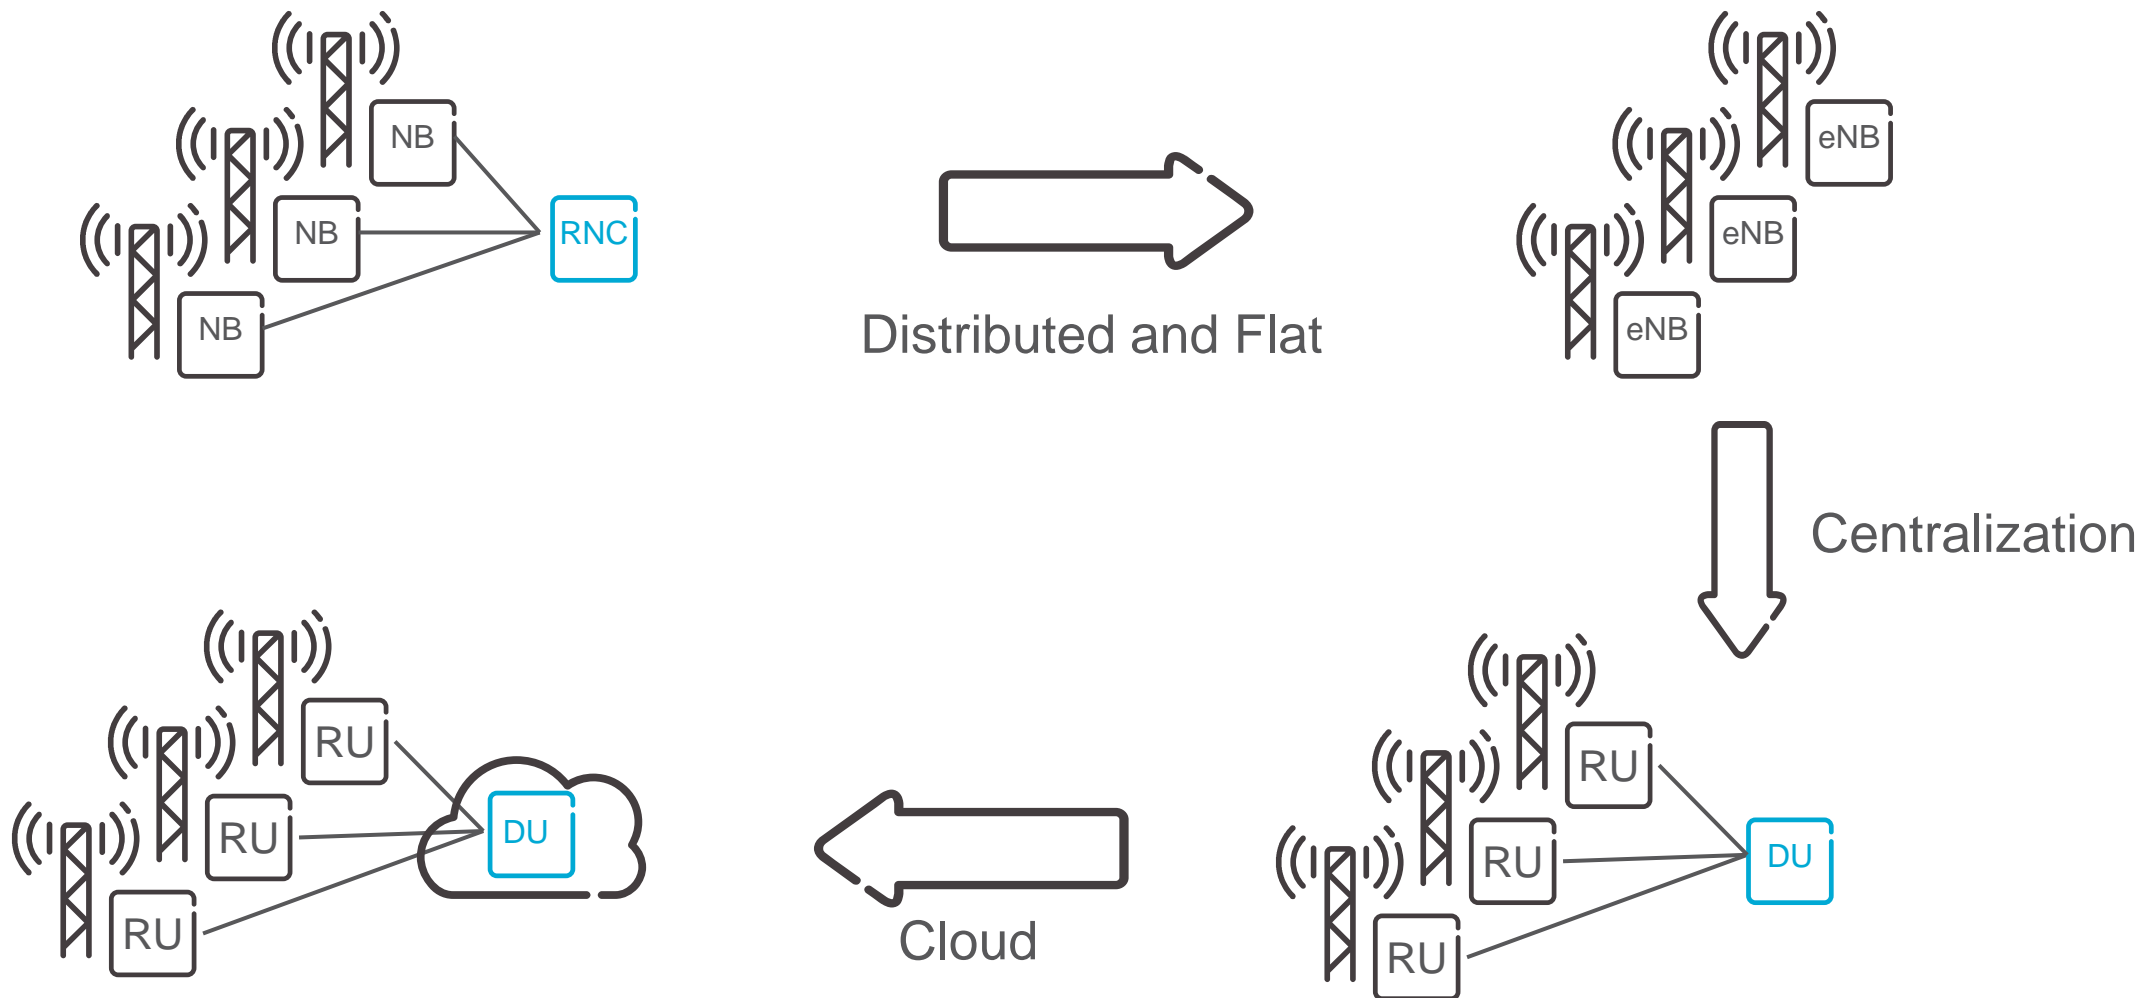 NB
NB
NB
RNC
Distributed and Flat
eNB
eNB
eNB
Centralization
RU
RU
RU
DU
Cloud
RU
RU
RU
DU